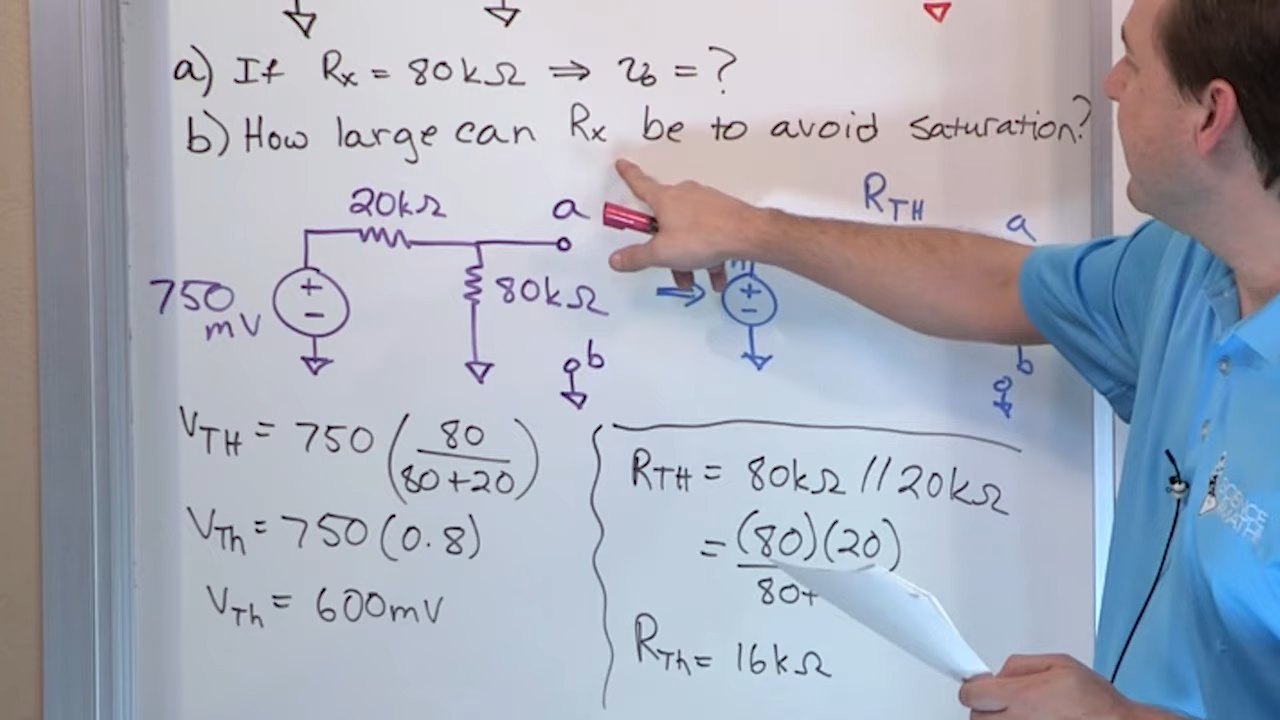 a) If Rx = 80kΩ ⇒ v₀ = ?
b) How large can Rx be to avoid saturation?
20kΩ
a
750 mV
+
−
80kΩ
b
⇒
RTH
a
+
−
b
VTH = 750 (80/(80+20))
VTh = 750 (0.8)
VTh = 600mV
RTH = 80kΩ // 20kΩ
= (80)(20)
80+
RTh = 16kΩ